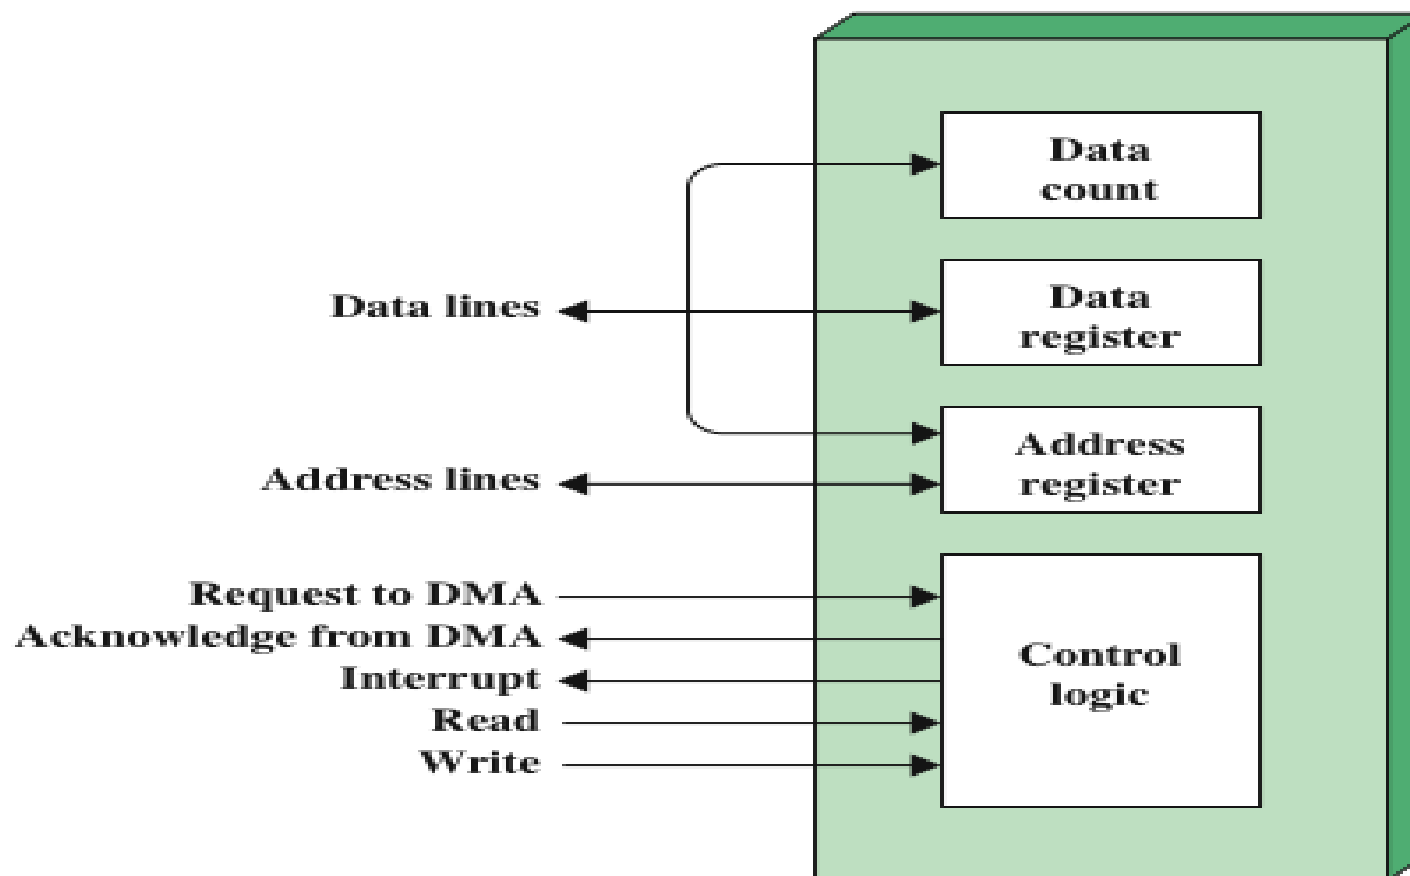 Data
count
Data lines
Data
register
Address lines
Address
register
Request to DMA
Acknowledge from DMA
Interrupt
Read
Write
Control
logic